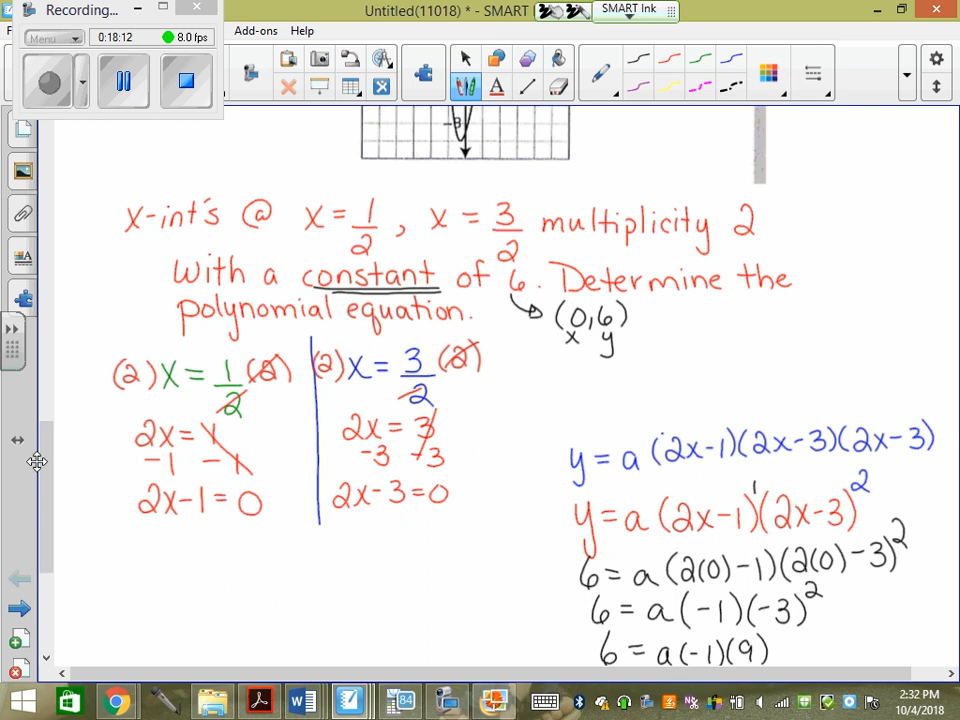 Recording...
Untitled(11018) * - SMART
SMART Ink
Menu
0:18:12
8.0 fps
Add-ons
Help
A
-8
x-int's @ x = 1/2 , x = 3/2 multiplicity 2
With a constant of 6. Determine the
polynomial equation.
(0,6)
x y
(2)x = 1/2 (2)
2x = 1
-1 -1
2x-1=0
(2)x = 3/2 (2)
2x = 3
-3 -3
2x-3=0
y = a (2x-1)(2x-3)(2x-3)
y = a (2x-1)¹(2x-3)²
6 = a (2(0)-1)(2(0)-3)²
6 = a (-1)(-3)²
6 = a(-1)(9)
84
2:32 PM
10/4/2018